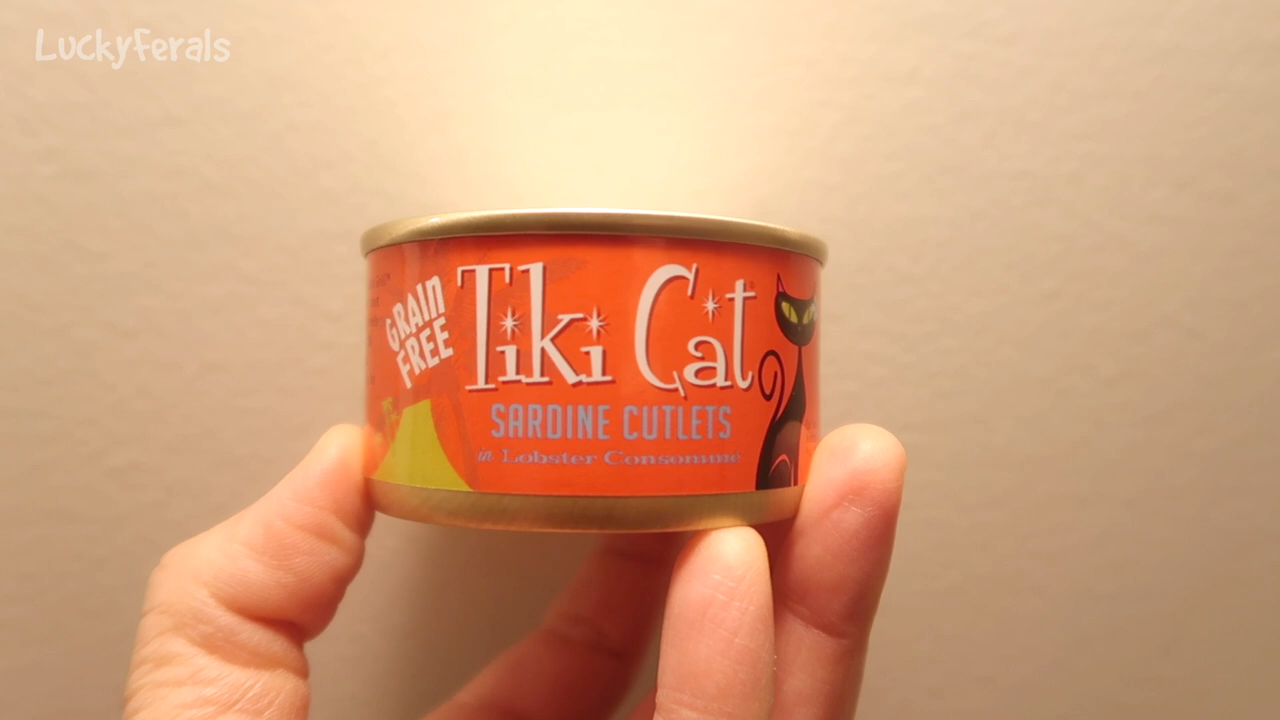 LuckyFerals
GRAIN
FREE
Tiki Cat
SARDINE CUTLETS
in Lobster Consomme